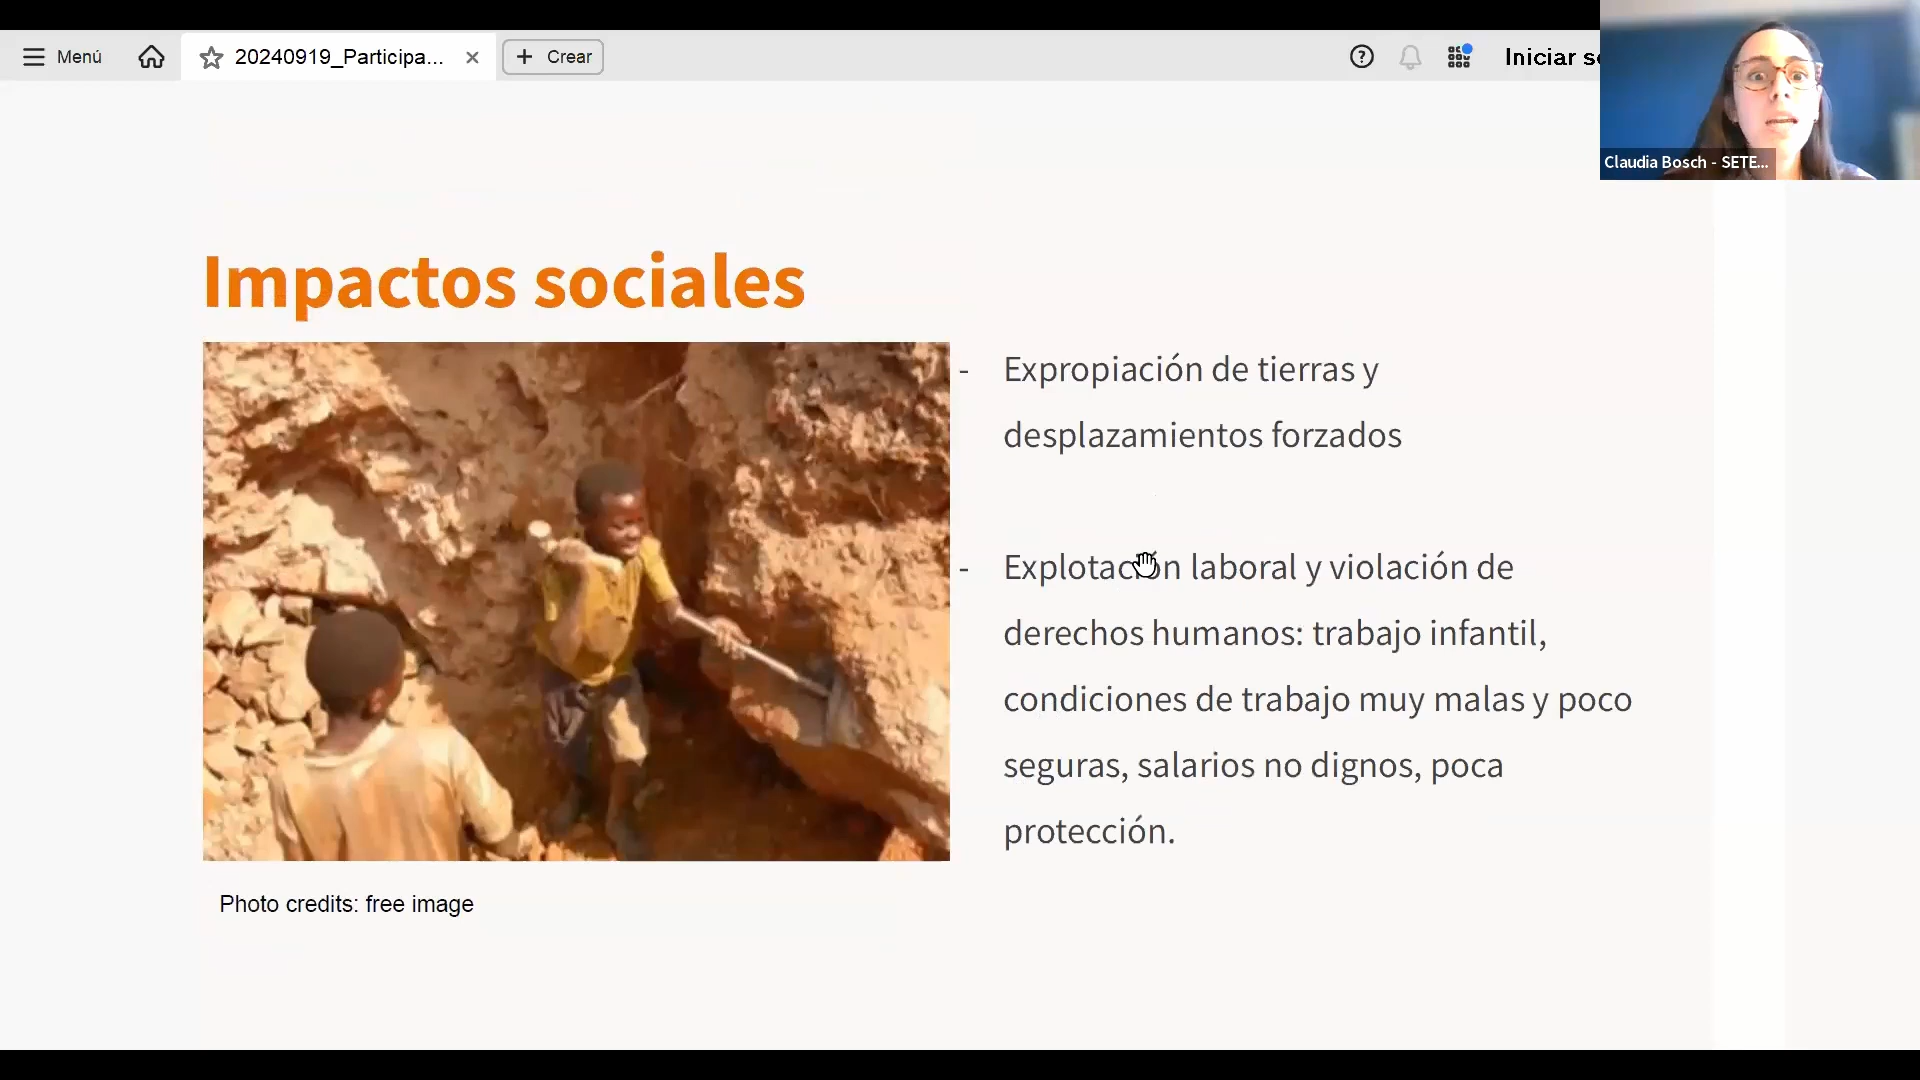 Menú
20240919_Participa...
Crear
Iniciar se
Claudia Bosch - SETE...
Impactos sociales
- Expropiación de tierras y
desplazamientos forzados
- Explotación laboral y violación de
derechos humanos: trabajo infantil,
condiciones de trabajo muy malas y poco
seguras, salarios no dignos, poca
protección.
Photo credits: free image